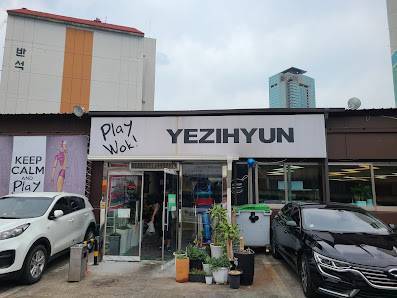 반석
Play
Wok!
YEZIHYUN
KEEP
CALM
AND
Play